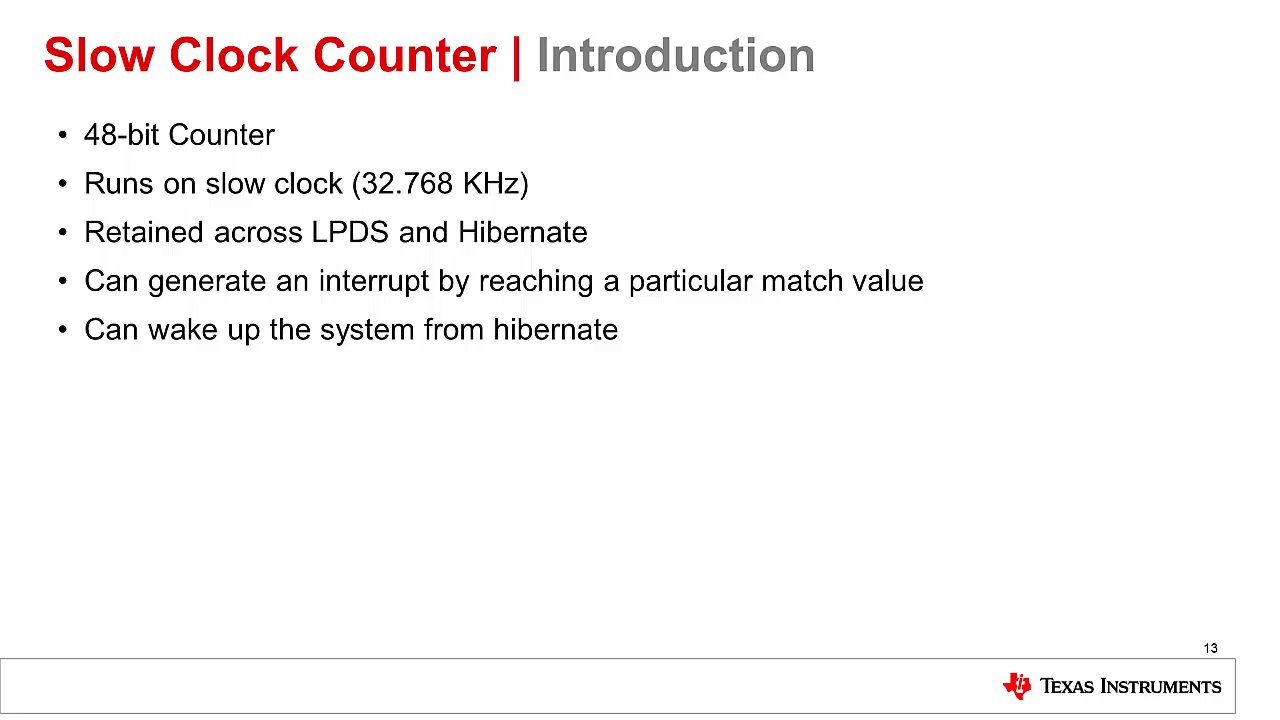 Slow Clock Counter | Introduction
• 48-bit Counter
• Runs on slow clock (32.768 KHz)
• Retained across LPDS and Hibernate
• Can generate an interrupt by reaching a particular match value
• Can wake up the system from hibernate
13
TEXAS INSTRUMENTS